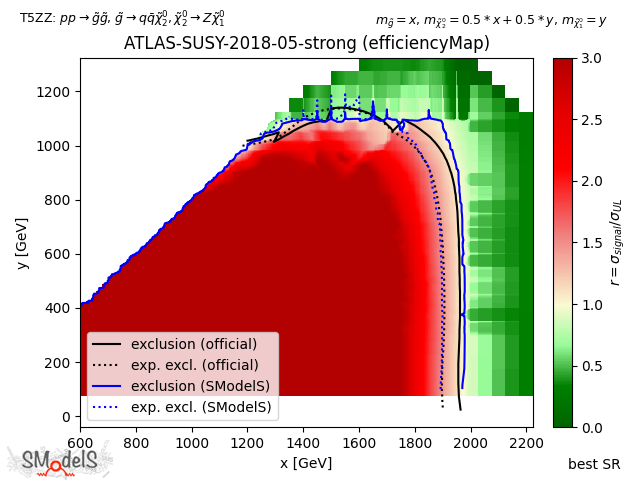 T5ZZ: pp → g̃g̃, g̃ → qq̄χ̃⁰₂, χ̃⁰₂ → Zχ̃⁰₁
m_g̃ = x, m_χ̃⁰₂ = 0.5 * x + 0.5 * y, m_χ̃⁰₁ = y
ATLAS-SUSY-2018-05-strong (efficiencyMap)
1200
1000
800
600
400
200
0
y [GeV]
600 800 1000 1200 1400 1600 1800 2000 2200
x [GeV]
exclusion (official)
exp. excl. (official)
exclusion (SModelS)
exp. excl. (SModelS)
3.0
2.5
2.0
1.5
1.0
0.5
0.0
r = σ_signal/σ_UL
SModelS
best SR